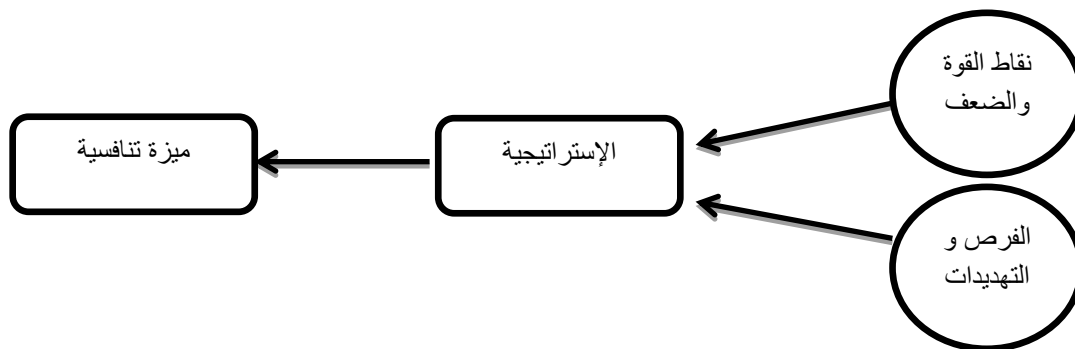 نقاط القوة
والضعف
الإستراتيجية
ميزة تنافسية
الفرص و
التهديدات